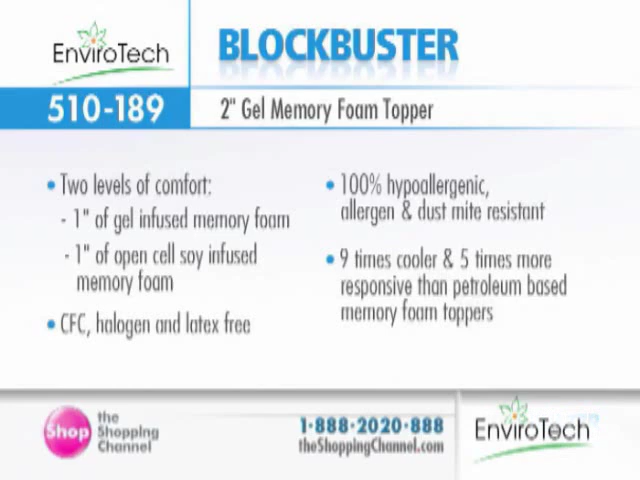 EnviroTech
BLOCKBUSTER
510-189
2" Gel Memory Foam Topper
• Two levels of comfort:
- 1" of gel infused memory foam
- 1" of open cell soy infused
memory foam
• CFC, halogen and latex free
• 100% hypoallergenic,
allergen & dust mite resistant
• 9 times cooler & 5 times more
responsive than petroleum based
memory foam toppers
Shop
the
Shopping
Channel
1·888·2020·888
theShoppingChannel.com
EnviroTech